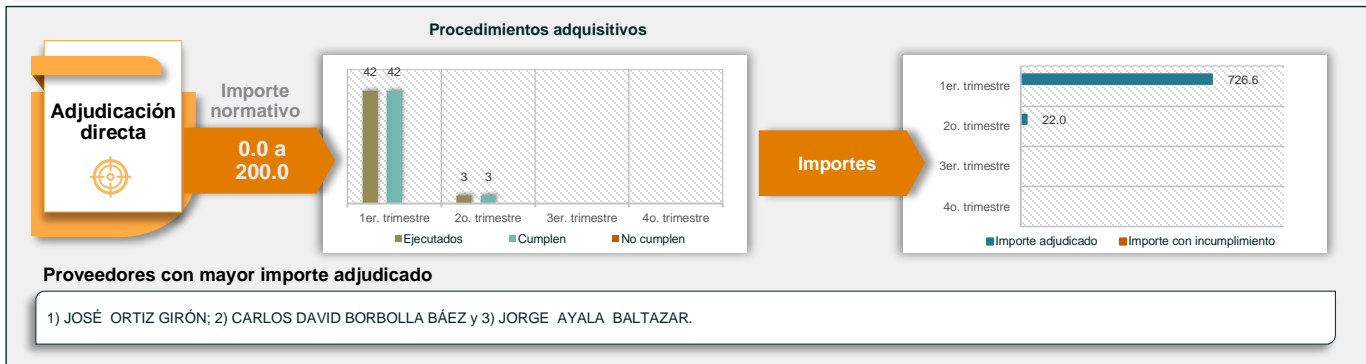 Procedimientos adquisitivos
Adjudicación
directa
Importe
normativo
0.0 a
200.0
42 42
3 3
1er. trimestre 2o. trimestre 3er. trimestre 4o. trimestre
Ejecutados Cumplen No cumplen
Importes
1er. trimestre 726.6
2o. trimestre 22.0
3er. trimestre
4o. trimestre
Importe adjudicado Importe con incumplimiento
Proveedores con mayor importe adjudicado
1) JOSÉ ORTIZ GIRÓN; 2) CARLOS DAVID BORBOLLA BÁEZ y 3) JORGE AYALA BALTAZAR.